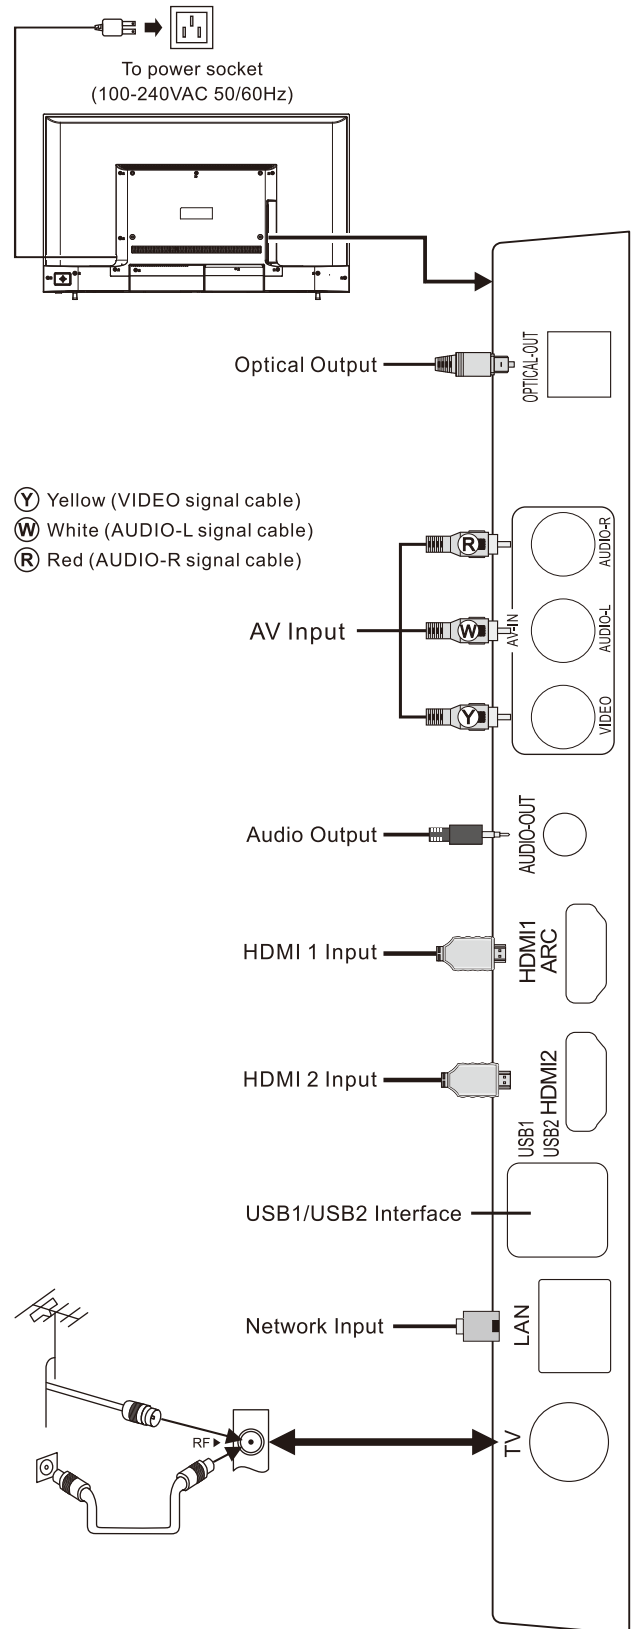 To power socket
(100-240VAC 50/60Hz)
Optical Output
OPTICAL-OUT
Y Yellow (VIDEO signal cable)
W White (AUDIO-L signal cable)
R Red (AUDIO-R signal cable)
R
AUDIO-R
AV Input
W
AV-IN
AUDIO-L
Y
VIDEO
Audio Output
AUDIO-OUT
HDMI 1 Input
HDMI1
ARC
HDMI 2 Input
HDMI2
USB1
USB2
USB1/USB2 Interface
Network Input
LAN
RF
TV